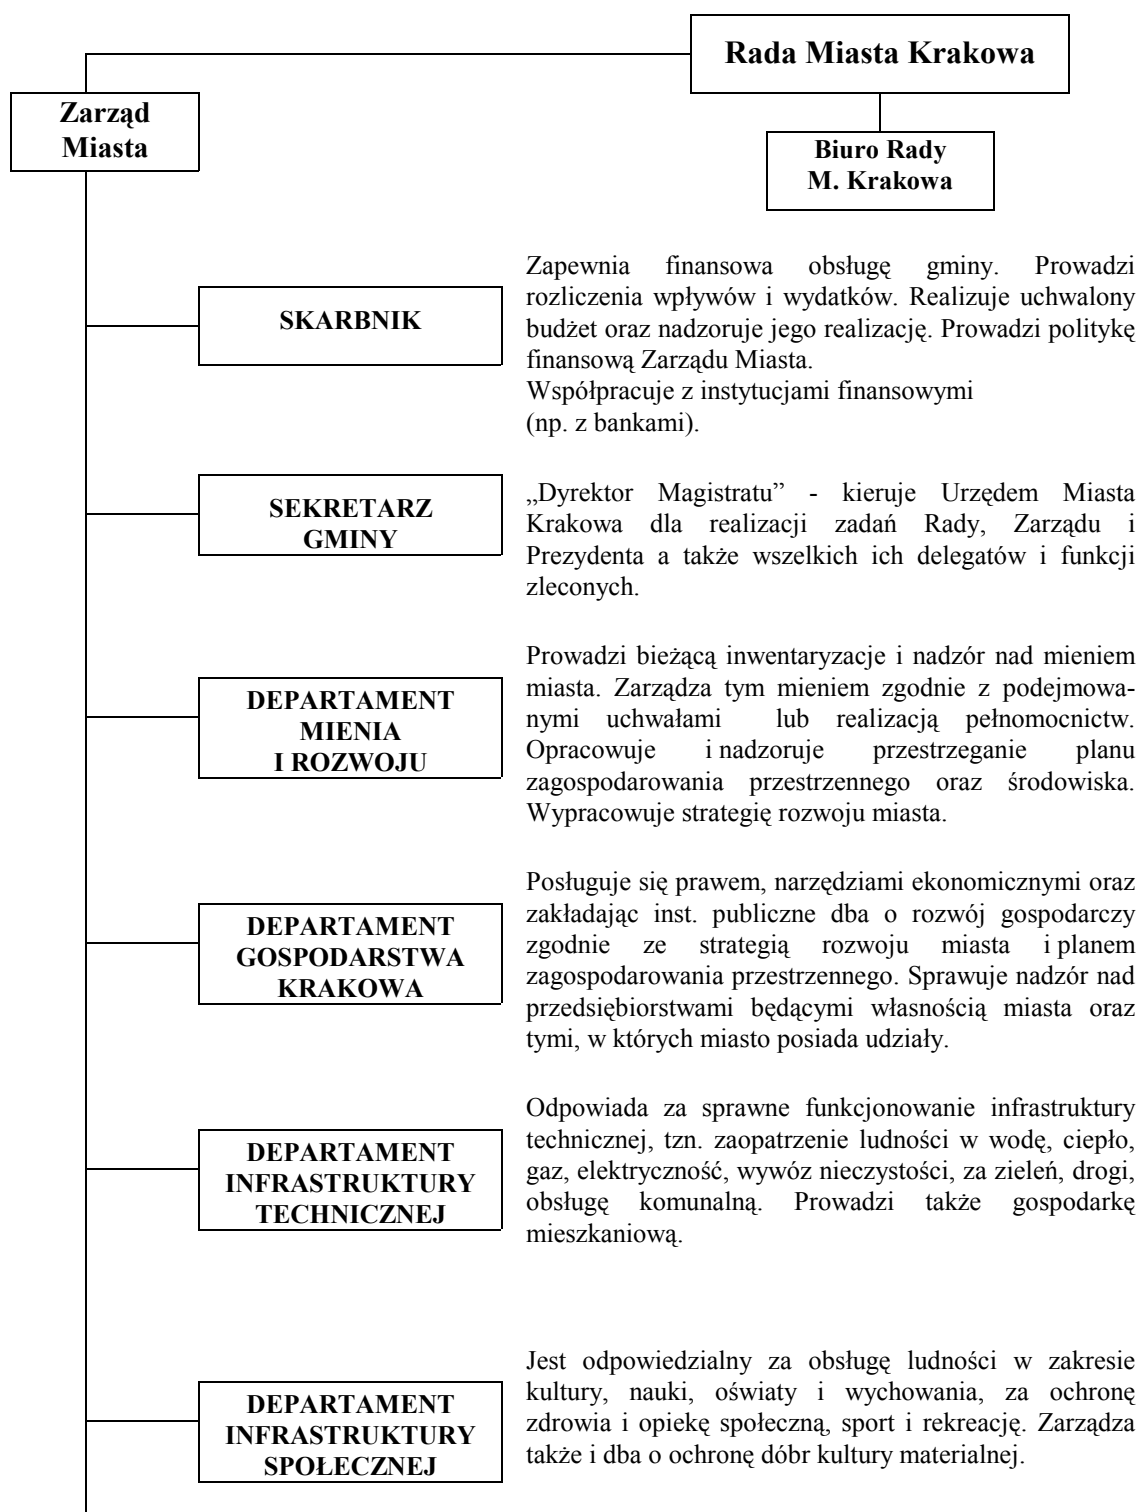 Rada Miasta Krakowa
Zarząd
Miasta
Biuro Rady
M. Krakowa
SKARBNIK
Zapewnia finansowa obsługę gminy. Prowadzi
rozliczenia wpływów i wydatków. Realizuje uchwalony
budżet oraz nadzoruje jego realizację. Prowadzi politykę
finansową Zarządu Miasta.
Współpracuje z instytucjami finansowymi
(np. z bankami).
SEKRETARZ
GMINY
„Dyrektor Magistratu” - kieruje Urzędem Miasta
Krakowa dla realizacji zadań Rady, Zarządu i
Prezydenta a także wszelkich ich delegatów i funkcji
zleconych.
DEPARTAMENT
MIENIA
I ROZWOJU
Prowadzi bieżącą inwentaryzacje i nadzór nad mieniem
miasta. Zarządza tym mieniem zgodnie z podejmowa-
nymi uchwałami lub realizacją pełnomocnictw.
Opracowuje i nadzoruje przestrzeganie planu
zagospodarowania przestrzennego oraz środowiska.
Wypracowuje strategię rozwoju miasta.
DEPARTAMENT
GOSPODARSTWA
KRAKOWA
Posługuje się prawem, narzędziami ekonomicznymi oraz
zakładając inst. publiczne dba o rozwój gospodarczy
zgodnie ze strategią rozwoju miasta i planem
zagospodarowania przestrzennego. Sprawuje nadzór nad
przedsiębiorstwami będącymi własnością miasta oraz
tymi, w których miasto posiada udziały.
DEPARTAMENT
INFRASTRUKTURY
TECHNICZNEJ
Odpowiada za sprawne funkcjonowanie infrastruktury
technicznej, tzn. zaopatrzenie ludności w wodę, ciepło,
gaz, elektryczność, wywóz nieczystości, za zieleń, drogi,
obsługę komunalną. Prowadzi także gospodarkę
mieszkaniową.
DEPARTAMENT
INFRASTRUKTURY
SPOŁECZNEJ
Jest odpowiedzialny za obsługę ludności w zakresie
kultury, nauki, oświaty i wychowania, za ochronę
zdrowia i opiekę społeczną, sport i rekreację. Zarządza
także i dba o ochronę dóbr kultury materialnej.